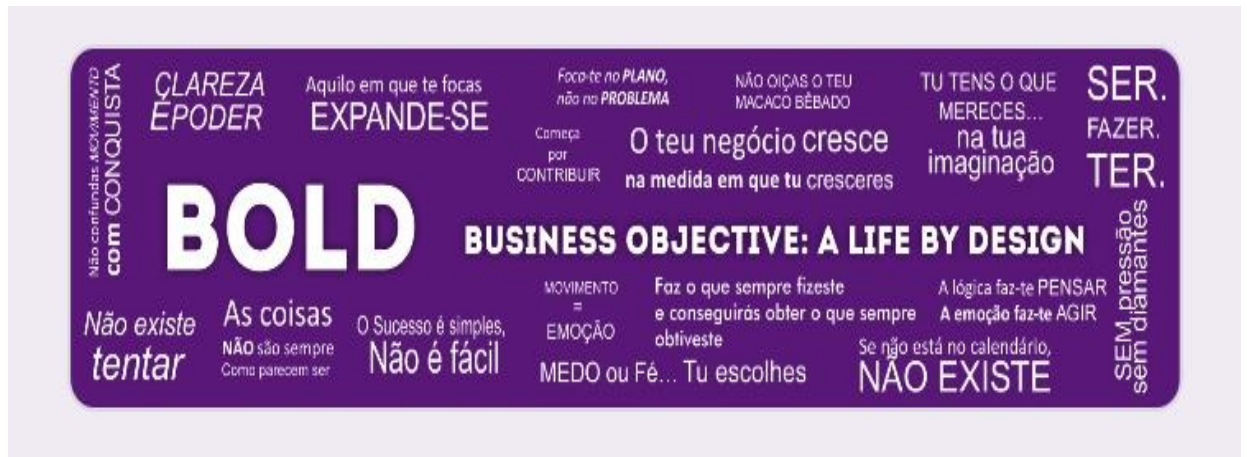 Não confundas MOVIMENTO
com CONQUISTA
CLAREZA
É PODER
Aquilo em que te focas
EXPANDE-SE
Foca-te no PLANO,
não no PROBLEMA
NÃO OIÇAS O TEU
MACACO BÊBADO
TU TENS O QUE
MERECES...
na tua
imaginação
SER.
FAZER.
TER.
Começa
por
CONTRIBUIR
O teu negócio cresce
na medida em que tu cresceres
BOLD
BUSINESS OBJECTIVE: A LIFE BY DESIGN
SEM pressão
sem diamantes
Não existe
tentar
As coisas
NÃO são sempre
Como parecem ser
O Sucesso é simples,
Não é fácil
MOVIMENTO
=
EMOÇÃO
Faz o que sempre fizeste
e conseguirás obter o que sempre
obtiveste
A lógica faz-te PENSAR
A emoção faz-te AGIR
MEDO ou Fé... Tu escolhes
Se não está no calendário,
NÃO EXISTE